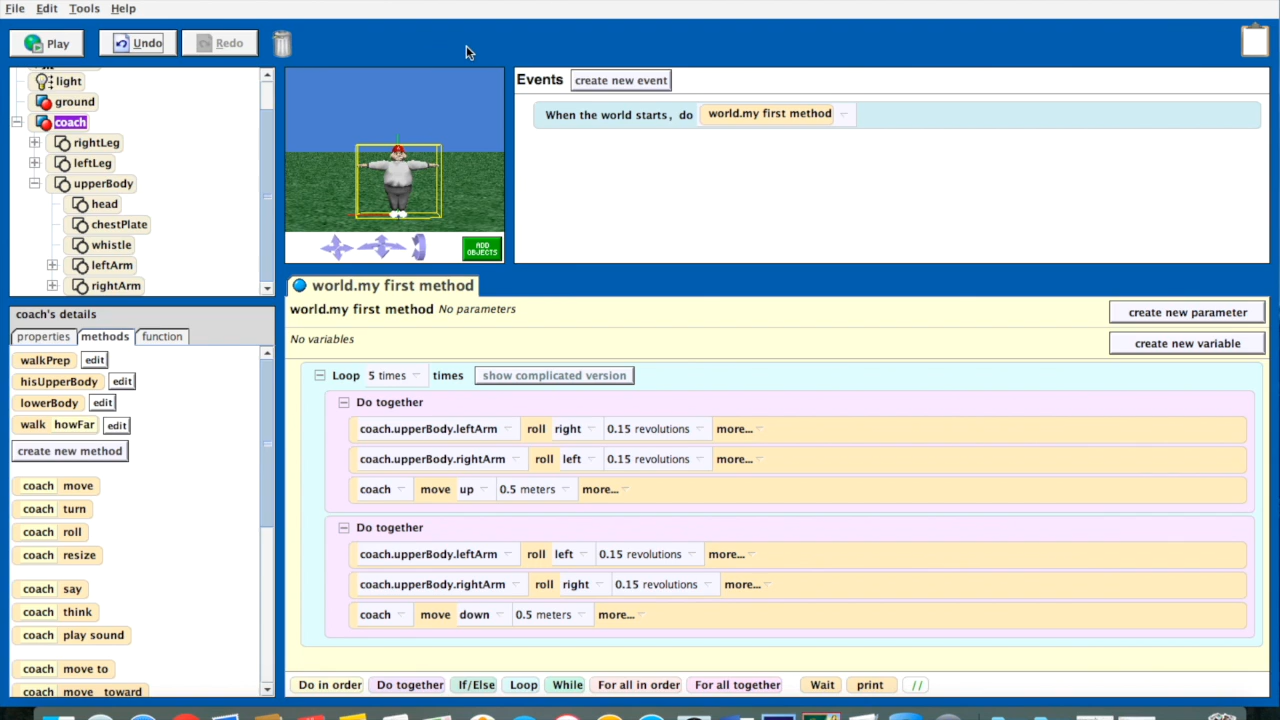 File Edit Tools Help
Play Undo Redo
light
ground
coach
rightLeg
leftLeg
upperBody
head
chestPlate
whistle
leftArm
rightArm
ADD OBJECTS
Events create new event
When the world starts, do world.my first method
coach's details
properties methods function
walkPrep edit
hisUpperBody edit
lowerBody edit
walk howFar edit
create new method
coach move
coach turn
coach roll
coach resize
coach say
coach think
coach play sound
coach move to
coach move toward
world.my first method
world.my first method No parameters create new parameter
No variables create new variable
Loop 5 times times show complicated version
Do together
coach.upperBody.leftArm roll right 0.15 revolutions more...
coach.upperBody.rightArm roll left 0.15 revolutions more...
coach move up 0.5 meters more...
Do together
coach.upperBody.leftArm roll left 0.15 revolutions more...
coach.upperBody.rightArm roll right 0.15 revolutions more...
coach move down 0.5 meters more...
Do in order Do together If/Else Loop While For all in order For all together Wait print //